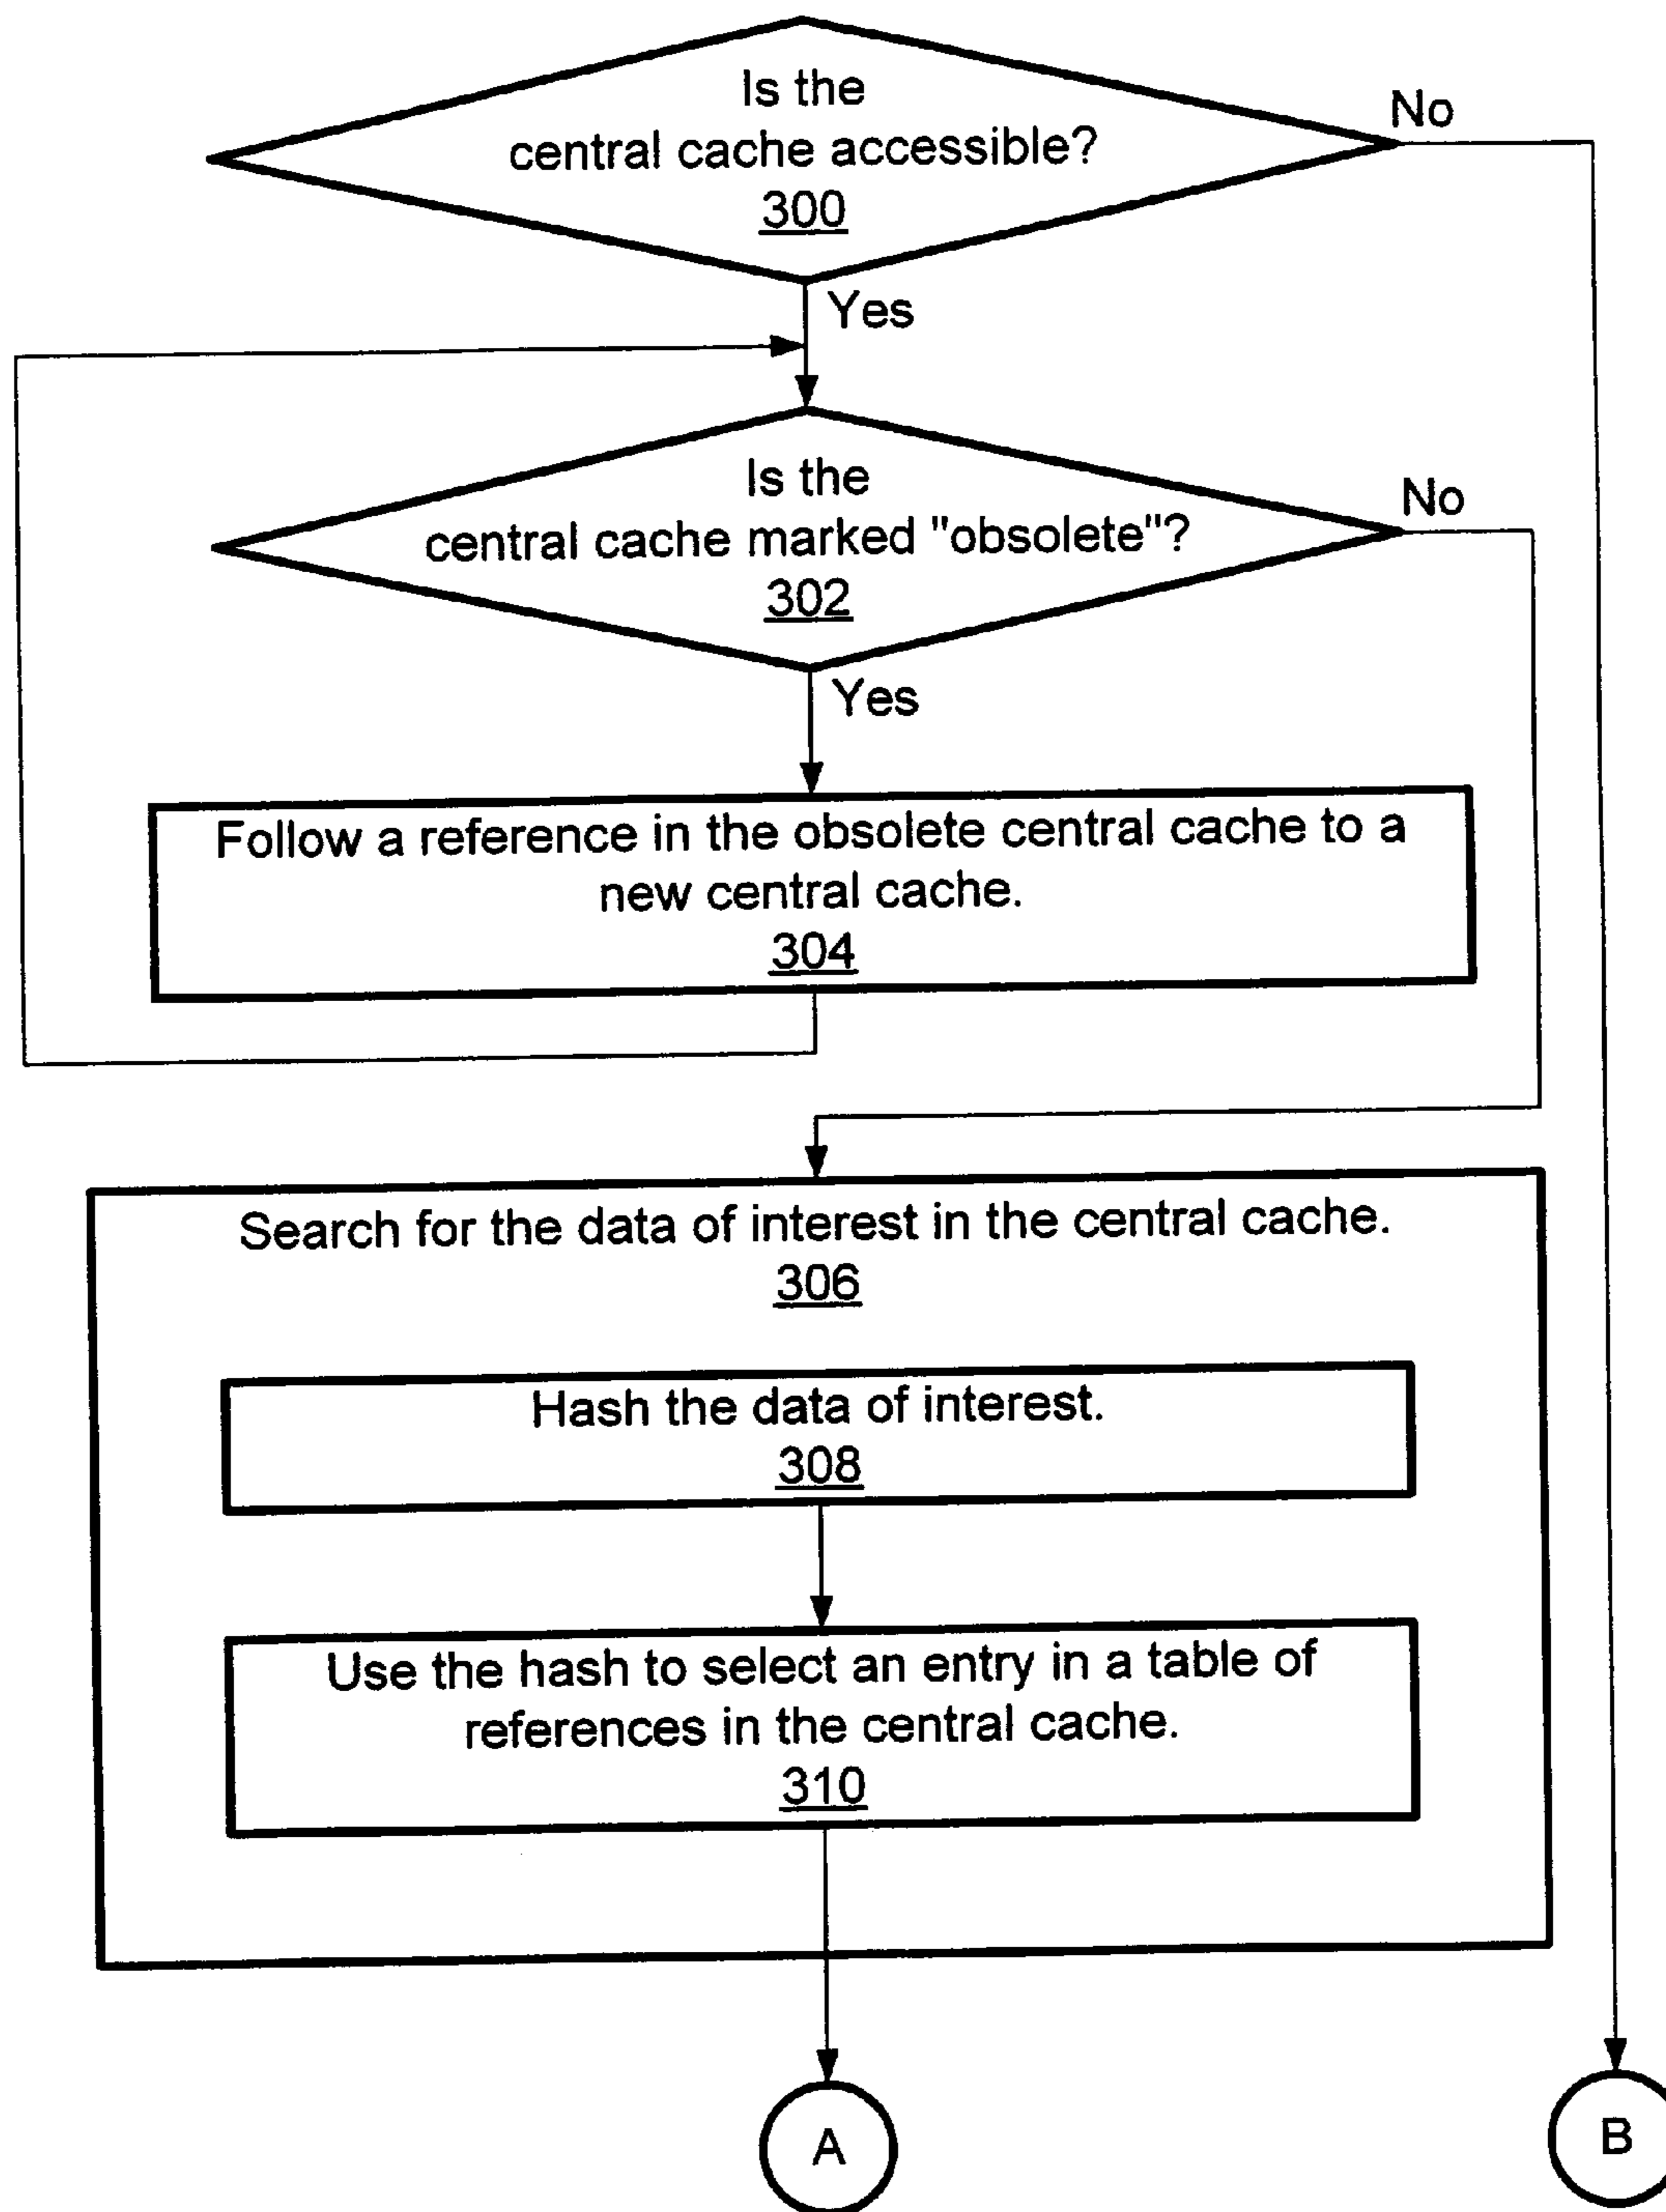 Is the
central cache accessible?
300
No
Yes
Is the
central cache marked "obsolete"?
302
No
Yes
Follow a reference in the obsolete central cache to a
new central cache.
304
Search for the data of interest in the central cache.
306
Hash the data of interest.
308
Use the hash to select an entry in a table of
references in the central cache.
310
A
B